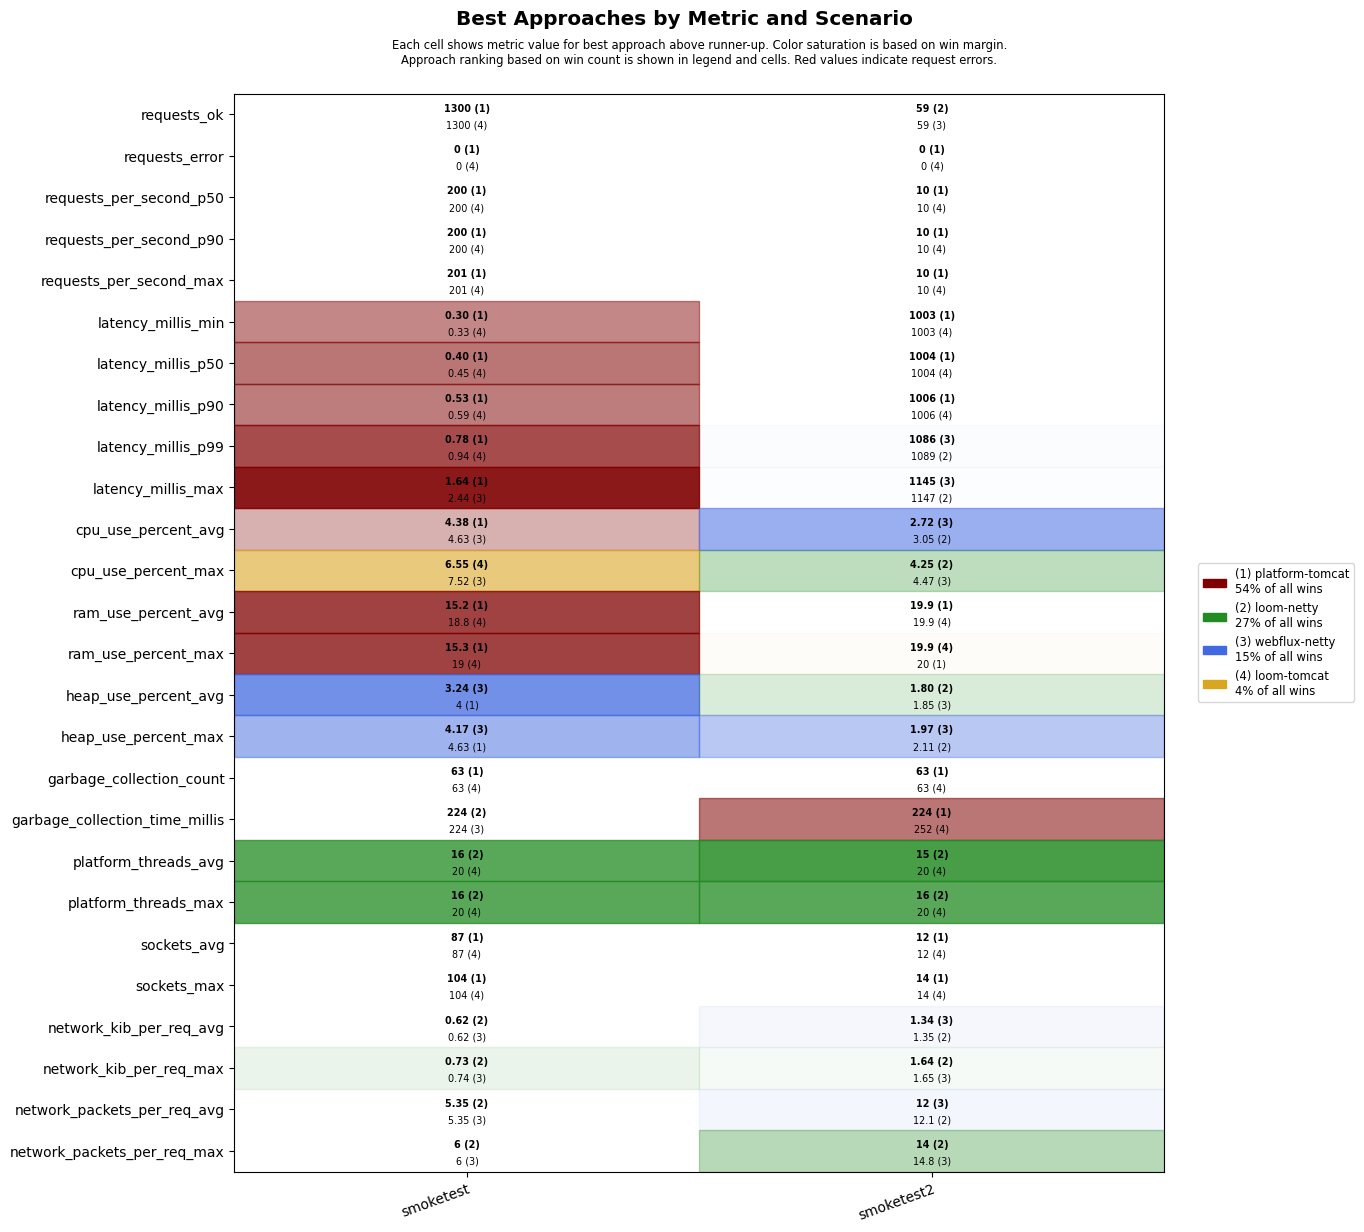 Best Approaches by Metric and Scenario
Each cell shows metric value for best approach above runner-up. Color saturation is based on win margin.
Approach ranking based on win count is shown in legend and cells. Red values indicate request errors.
requests_ok
1300 (1)
1300 (4)
59 (2)
59 (3)
requests_error
0 (1)
0 (4)
0 (1)
0 (4)
requests_per_second_p50
200 (1)
200 (4)
10 (1)
10 (4)
requests_per_second_p90
200 (1)
200 (4)
10 (1)
10 (4)
requests_per_second_max
201 (1)
201 (4)
10 (1)
10 (4)
latency_millis_min
0.30 (1)
0.33 (4)
1003 (1)
1003 (4)
latency_millis_p50
0.40 (1)
0.45 (4)
1004 (1)
1004 (4)
latency_millis_p90
0.53 (1)
0.59 (4)
1006 (1)
1006 (4)
latency_millis_p99
0.78 (1)
0.94 (4)
1086 (3)
1089 (2)
latency_millis_max
1.64 (1)
2.44 (3)
1145 (3)
1147 (2)
cpu_use_percent_avg
4.38 (1)
4.63 (3)
2.72 (3)
3.05 (2)
cpu_use_percent_max
6.55 (4)
7.52 (3)
4.25 (2)
4.47 (3)
ram_use_percent_avg
15.2 (1)
18.8 (4)
19.9 (1)
19.9 (4)
ram_use_percent_max
15.3 (1)
19 (4)
19.9 (4)
20 (1)
heap_use_percent_avg
3.24 (3)
4 (1)
1.80 (2)
1.85 (3)
heap_use_percent_max
4.17 (3)
4.63 (1)
1.97 (3)
2.11 (2)
garbage_collection_count
63 (1)
63 (4)
63 (1)
63 (4)
garbage_collection_time_millis
224 (2)
224 (3)
224 (1)
252 (4)
platform_threads_avg
16 (2)
20 (4)
15 (2)
20 (4)
platform_threads_max
16 (2)
20 (4)
16 (2)
20 (4)
sockets_avg
87 (1)
87 (4)
12 (1)
12 (4)
sockets_max
104 (1)
104 (4)
14 (1)
14 (4)
network_kib_per_req_avg
0.62 (2)
0.62 (3)
1.34 (3)
1.35 (2)
network_kib_per_req_max
0.73 (2)
0.74 (3)
1.64 (2)
1.65 (3)
network_packets_per_req_avg
5.35 (2)
5.35 (3)
12 (3)
12.1 (2)
network_packets_per_req_max
6 (2)
6 (3)
14 (2)
14.8 (3)
smoketest
smoketest2
(1) platform-tomcat
54% of all wins
(2) loom-netty
27% of all wins
(3) webflux-netty
15% of all wins
(4) loom-tomcat
4% of all wins